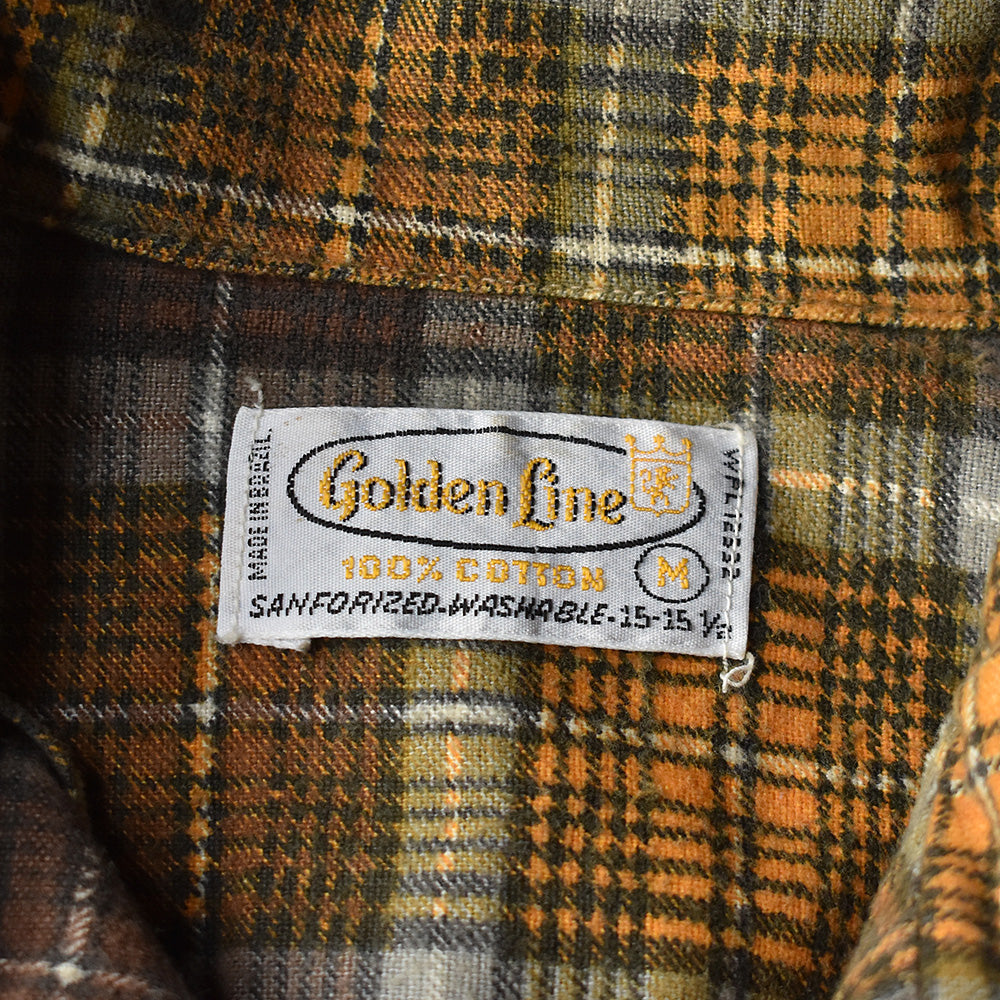 MADE IN BRAZIL.
Golden Line
100% COTTON
M
SANFORIZED-WASHABLE-15-15 ½